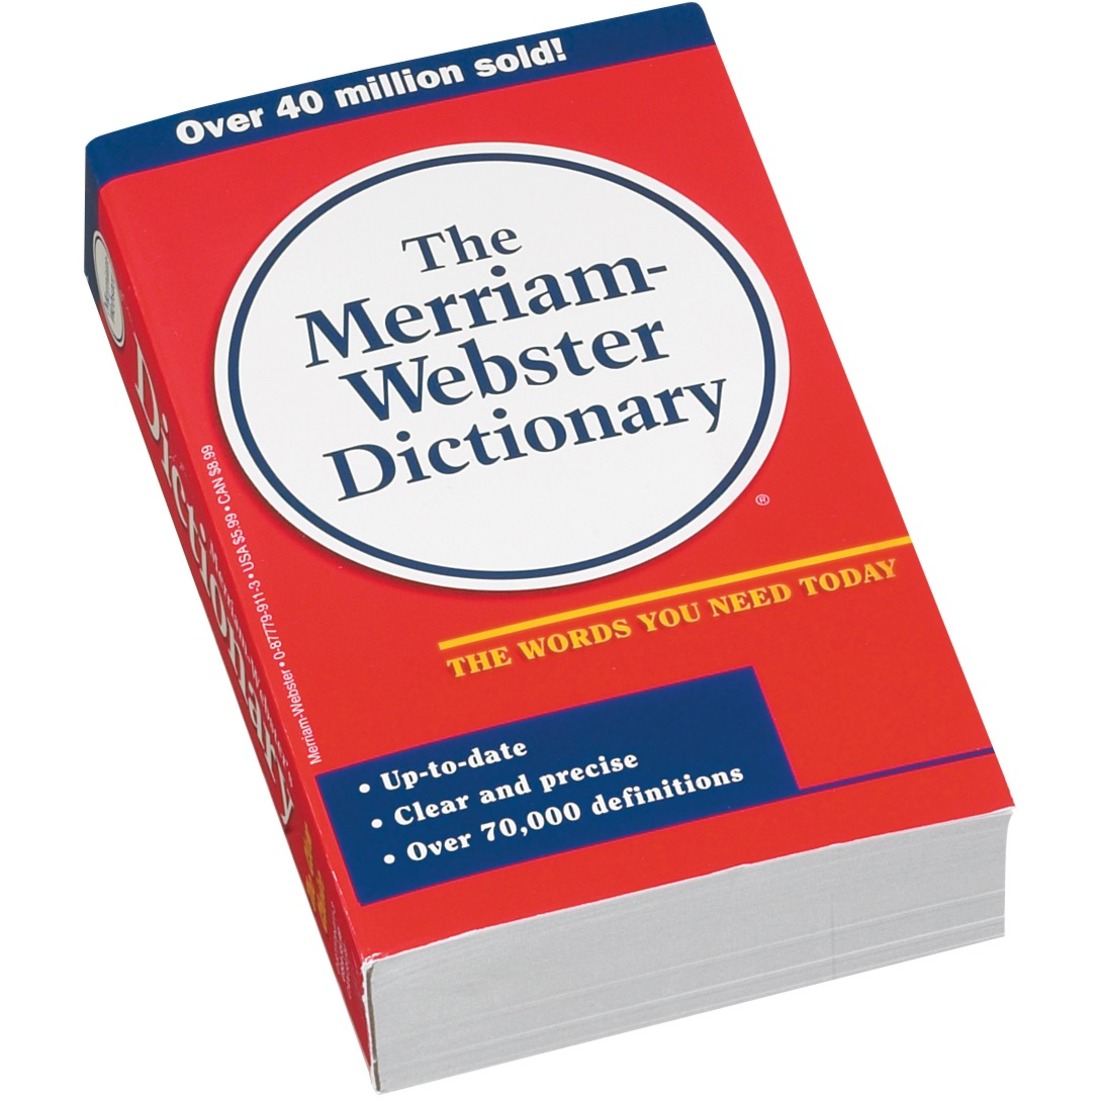 Over 40 million sold!
The
Merriam-
Webster
Dictionary
®
THE WORDS YOU NEED TODAY
• Up-to-date
• Clear and precise
• Over 70,000 definitions
Dictionary
Merriam-Webster • 0-87779-911-3 • USA $5.99 • CAN $8.99